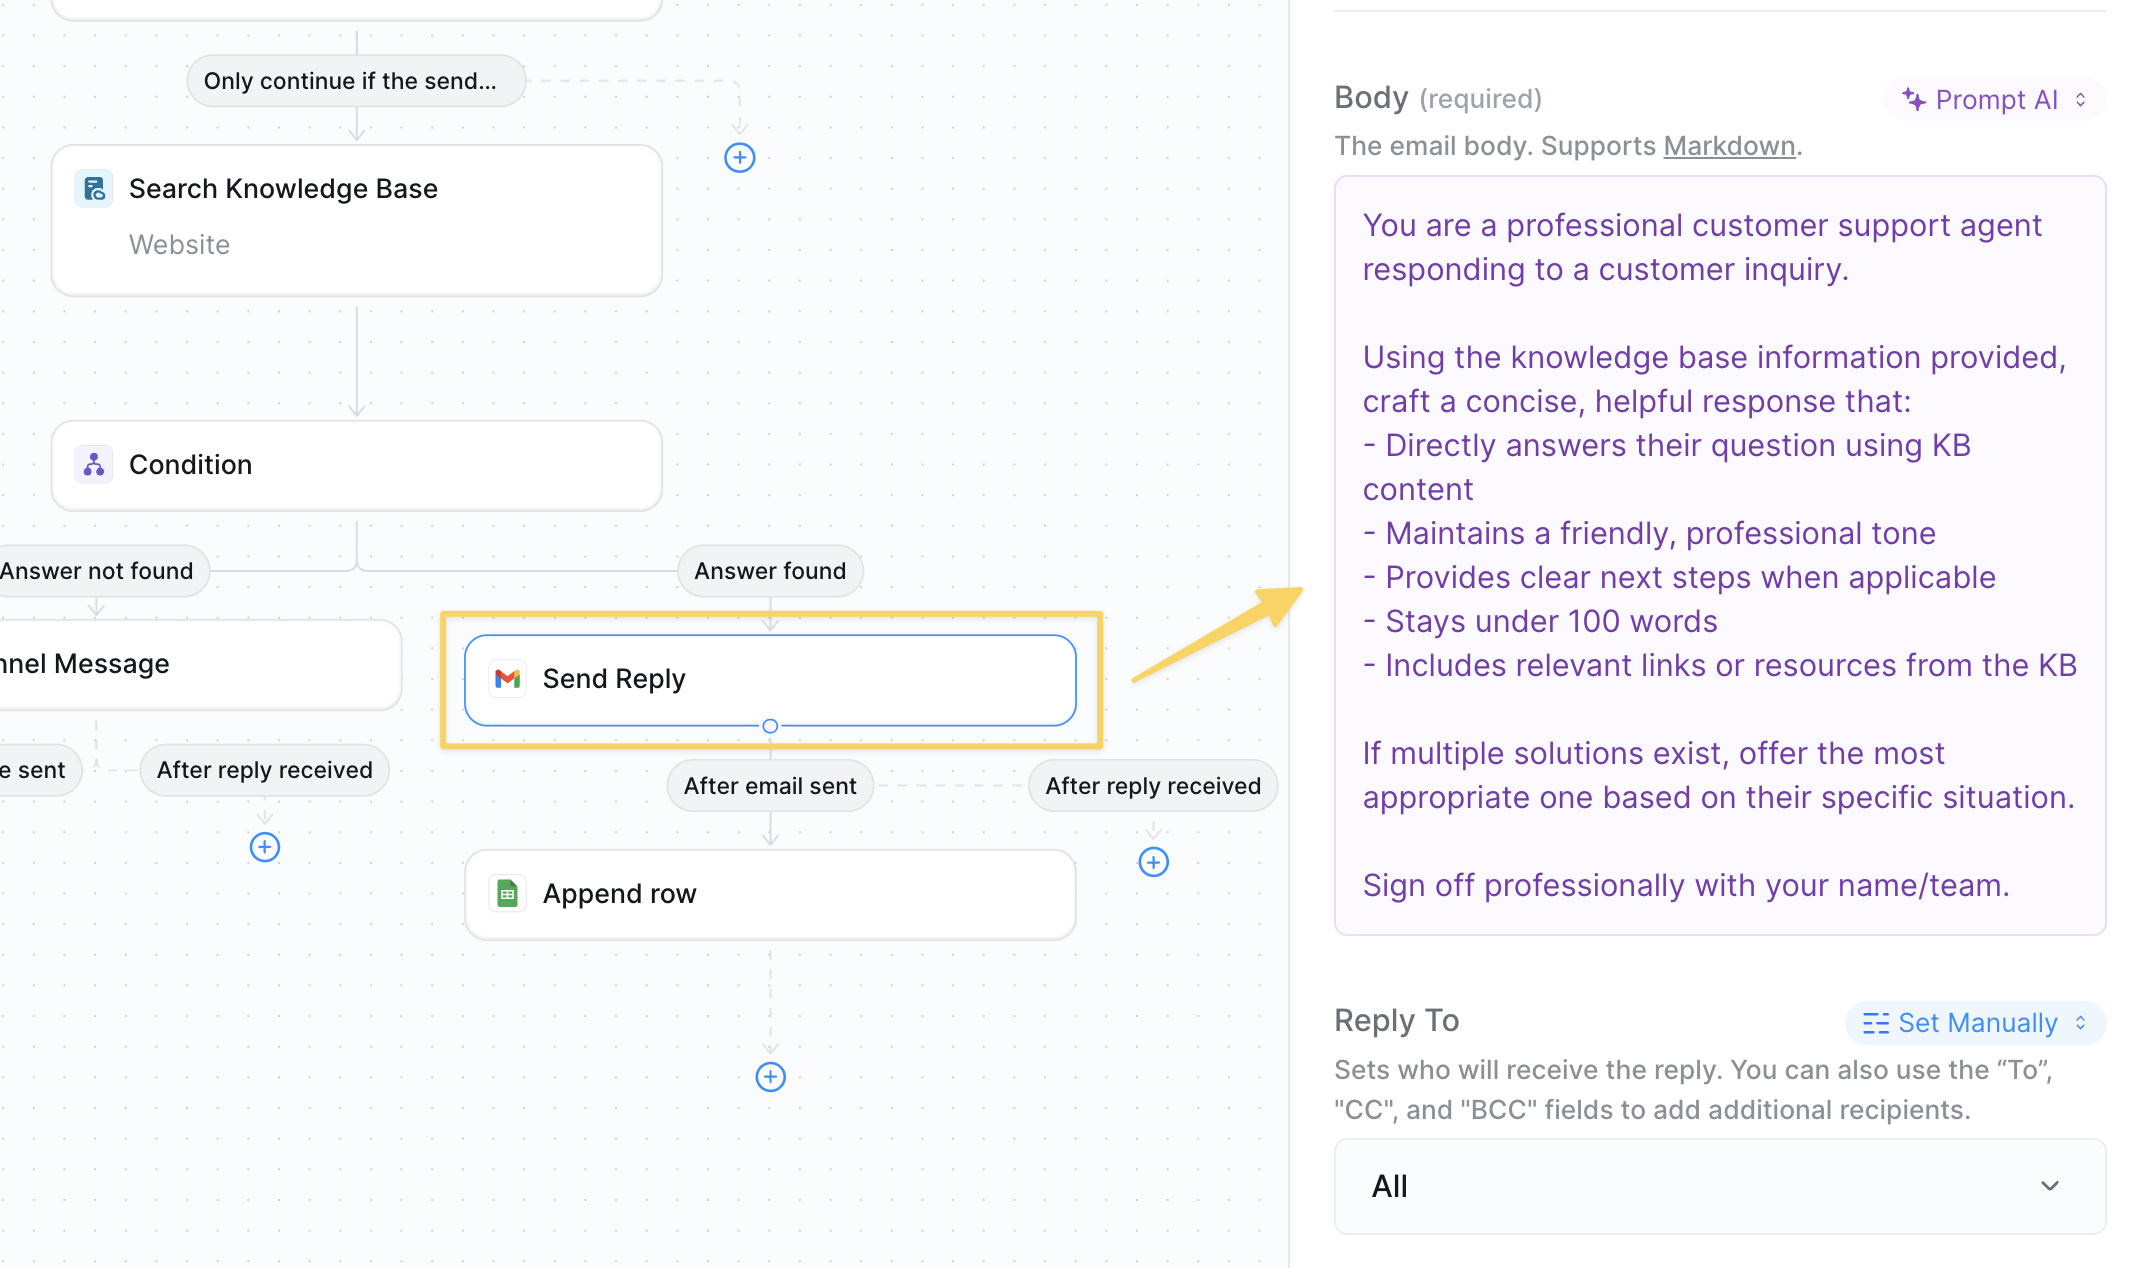 Only continue if the send...
Search Knowledge Base
Website
Condition
Answer not found
Answer found
Message
Send Reply
sent
After reply received
After email sent
After reply received
Append row
Body (required)
Prompt AI
The email body. Supports Markdown.
You are a professional customer support agent
responding to a customer inquiry.
Using the knowledge base information provided,
craft a concise, helpful response that:
- Directly answers their question using KB
content
- Maintains a friendly, professional tone
- Provides clear next steps when applicable
- Stays under 100 words
- Includes relevant links or resources from the KB
If multiple solutions exist, offer the most
appropriate one based on their specific situation.
Sign off professionally with your name/team.
Reply To
Set Manually
Sets who will receive the reply. You can also use the “To”,
"CC", and "BCC" fields to add additional recipients.
All